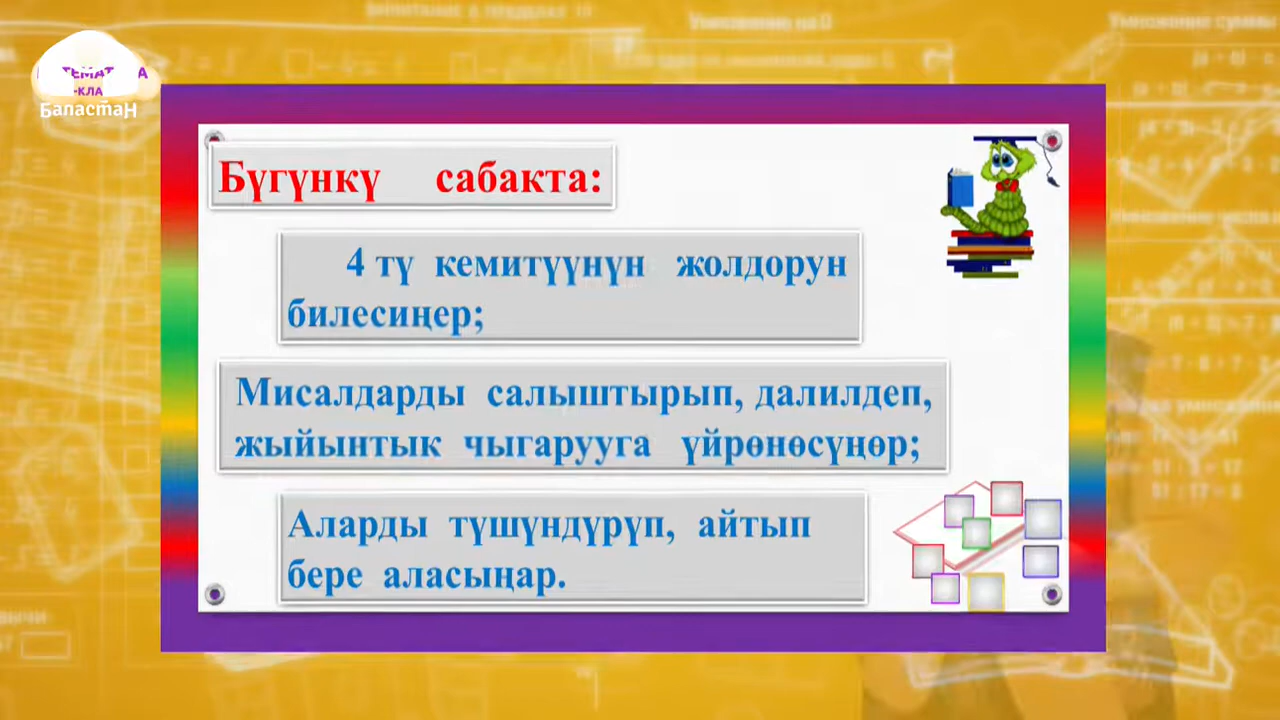 Баластан
Бүгүнкү сабакта:
4 тү кемитүүнүн жолдорун
билесиңер;
Мисалдарды салыштырып, далилдеп,
жыйынтык чыгарууга үйрөнөсүңөр;
Аларды түшүндүрүп, айтып
бере аласыңар.